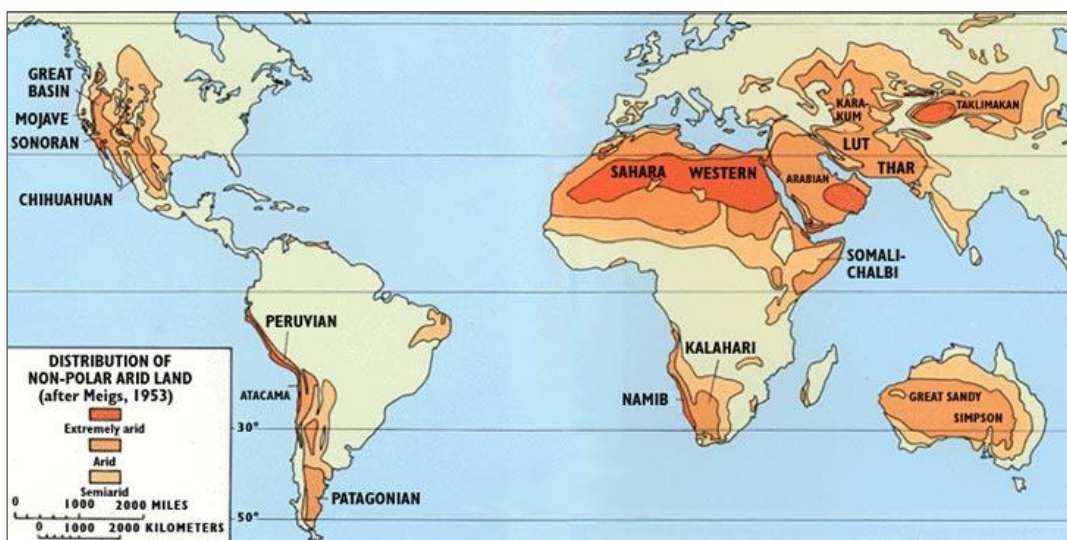 GREAT
BASIN
MOJAVE
SONORAN
CHIHUAHUAN
PERUVIAN
ATACAMA
PATAGONIAN
30°
50°
SAHARA
WESTERN
ARABIAN
KARA-
KUM
TAKLIMAKAN
LUT
THAR
SOMALI-
CHALBI
KALAHARI
NAMIB
GREAT SANDY
SIMPSON
DISTRIBUTION OF
NON-POLAR ARID LAND
(after Meigs, 1953)
Extremely arid
Arid
Semiarid
0 1000 2000 MILES
0 1000 2000 KILOMETERS